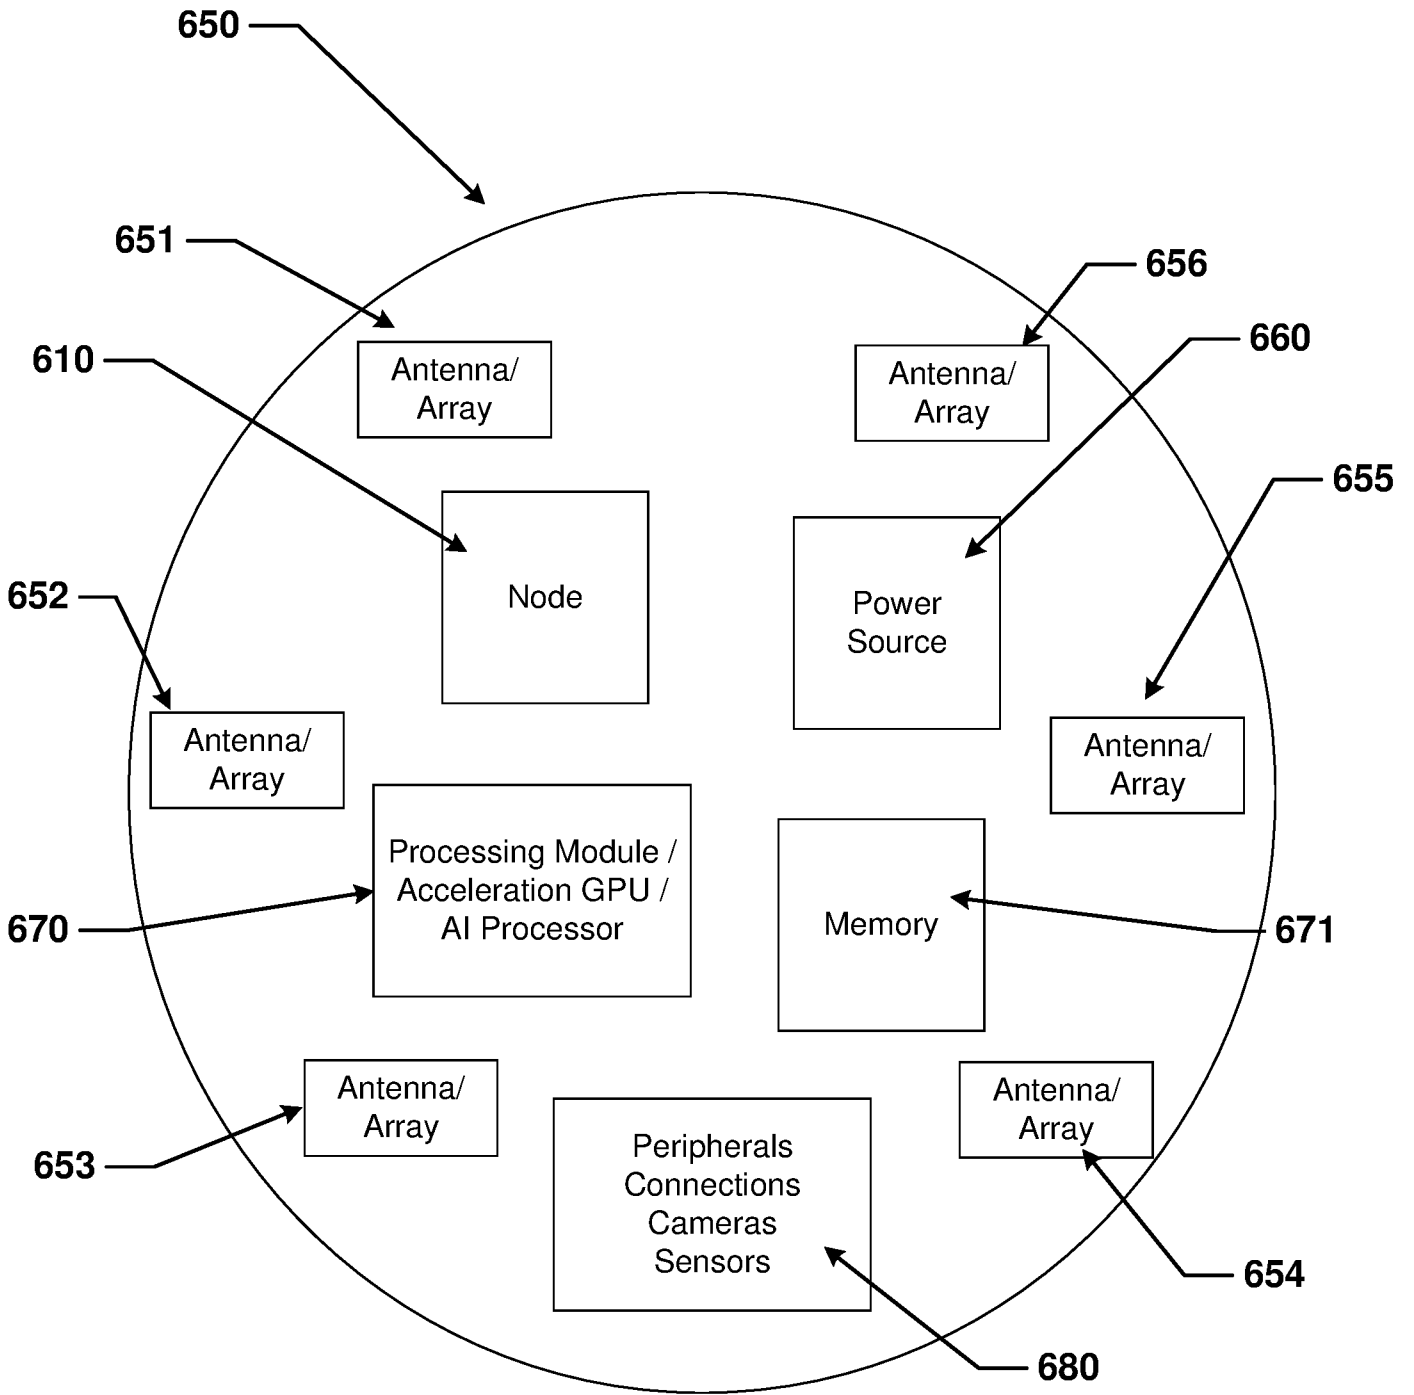 650
651
656
610
660
Antenna/
Array
Antenna/
Array
655
Node
652
Power
Source
Antenna/
Array
Antenna/
Array
Processing Module /
Acceleration GPU /
AI Processor
670
Memory
671
Antenna/
Array
653
Antenna/
Array
Peripherals
Connections
Cameras
Sensors
654
680